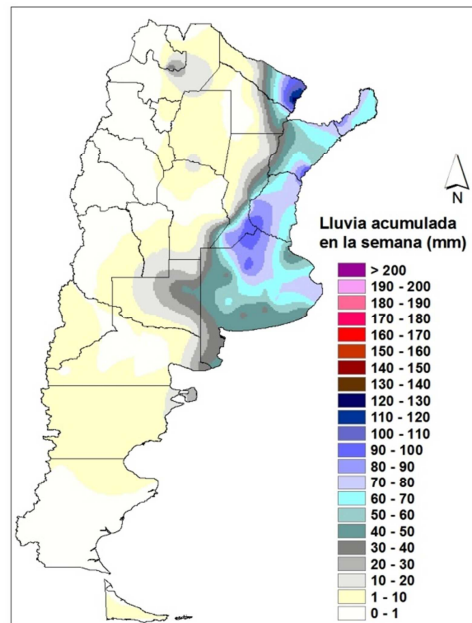 N
Lluvia acumulada
en la semana (mm)
> 200
190 - 200
180 - 190
170 - 180
160 - 170
150 - 160
140 - 150
130 - 140
120 - 130
110 - 120
100 - 110
90 - 100
80 - 90
70 - 80
60 - 70
50 - 60
40 - 50
30 - 40
20 - 30
10 - 20
1 - 10
0 - 1